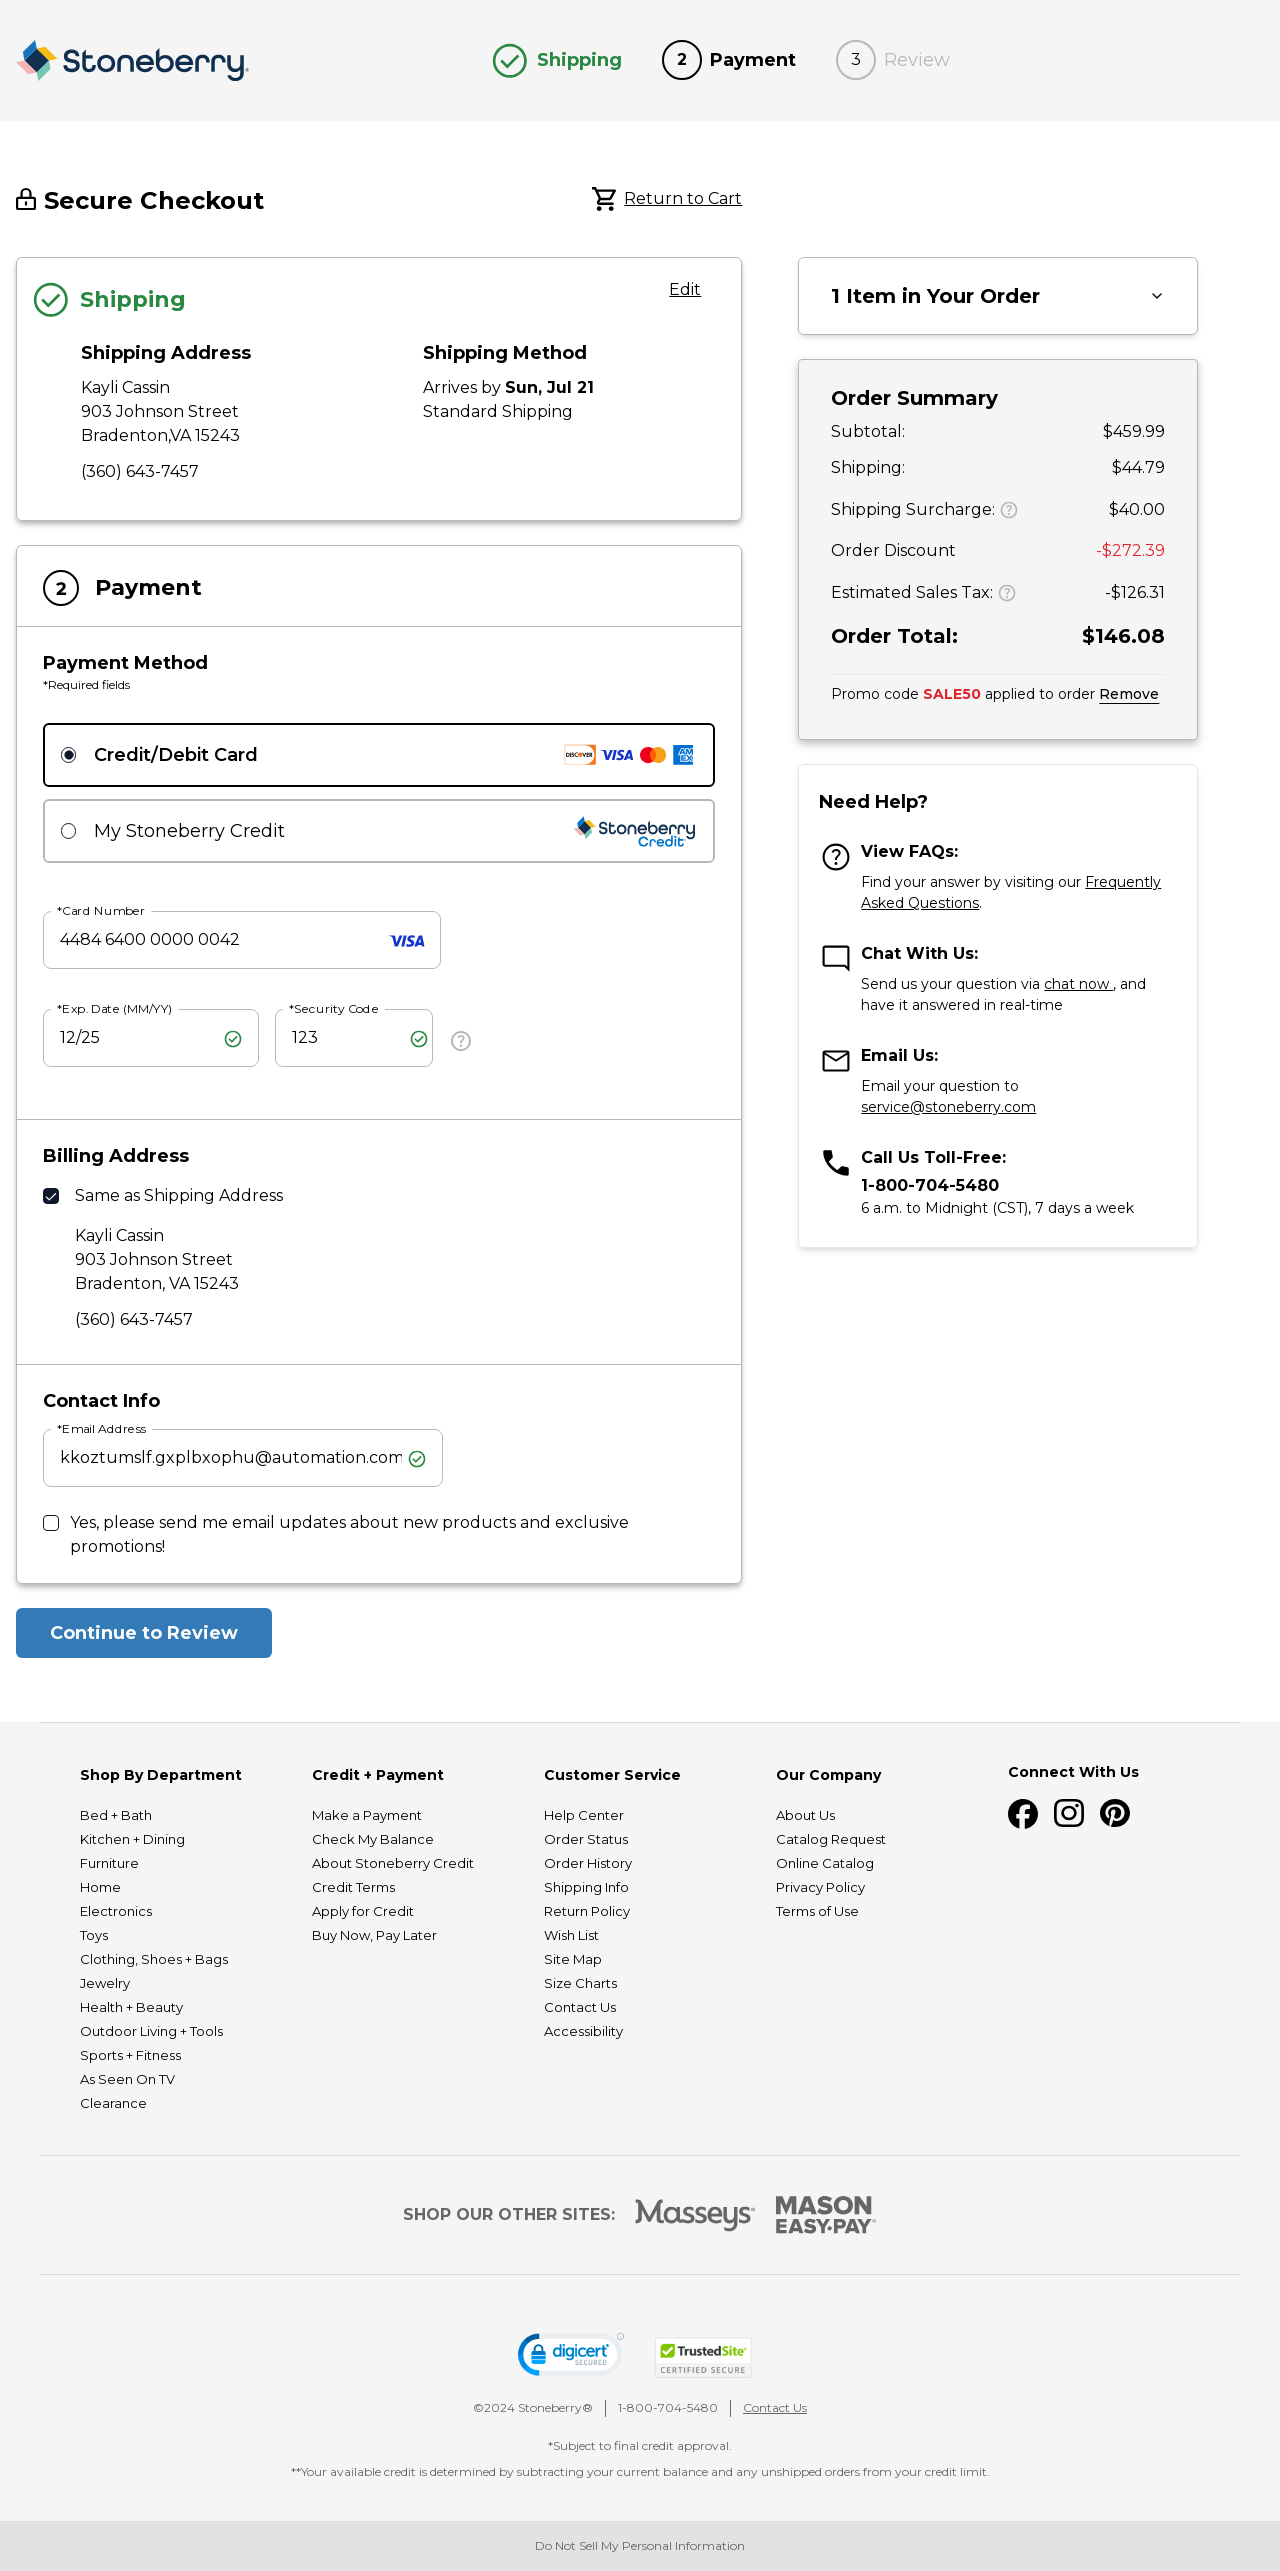 Stoneberry®
Shipping
2 Payment
3 Review
Secure Checkout
Return to Cart
Shipping
Edit
Shipping Address
Kayli Cassin
903 Johnson Street
Bradenton,VA 15243
(360) 643-7457
Shipping Method
Arrives by Sun, Jul 21
Standard Shipping
2 Payment
Payment Method
*Required fields
Credit/Debit Card
DISCOVER VISA AMEX
My Stoneberry Credit
Stoneberry
Credit
*Card Number
4484 6400 0000 0042
VISA
*Exp. Date (MM/YY)
12/25
*Security Code
123
?
Billing Address
Same as Shipping Address
Kayli Cassin
903 Johnson Street
Bradenton, VA 15243
(360) 643-7457
Contact Info
*Email Address
kkoztumslf.gxplbxophu@automation.com
Yes, please send me email updates about new products and exclusive
promotions!
Continue to Review
1 Item in Your Order
Order Summary
Subtotal: $459.99
Shipping: $44.79
Shipping Surcharge: ? $40.00
Order Discount -$272.39
Estimated Sales Tax: ? -$126.31
Order Total: $146.08
Promo code SALE50 applied to order Remove
Need Help?
? View FAQs:
Find your answer by visiting our Frequently
Asked Questions.
Chat With Us:
Send us your question via chat now , and
have it answered in real-time
Email Us:
Email your question to
service@stoneberry.com
Call Us Toll-Free:
1-800-704-5480
6 a.m. to Midnight (CST), 7 days a week
Shop By Department
Bed + Bath
Kitchen + Dining
Furniture
Home
Electronics
Toys
Clothing, Shoes + Bags
Jewelry
Health + Beauty
Outdoor Living + Tools
Sports + Fitness
As Seen On TV
Clearance
Credit + Payment
Make a Payment
Check My Balance
About Stoneberry Credit
Credit Terms
Apply for Credit
Buy Now, Pay Later
Customer Service
Help Center
Order Status
Order History
Shipping Info
Return Policy
Wish List
Site Map
Size Charts
Contact Us
Accessibility
Our Company
About Us
Catalog Request
Online Catalog
Privacy Policy
Terms of Use
Connect With Us
SHOP OUR OTHER SITES:
Masseys®
MASON
EASY•PAY®
digicert
SECURED
TrustedSite®
CERTIFIED SECURE
©2024 Stoneberry® | 1-800-704-5480 | Contact Us
*Subject to final credit approval.
**Your available credit is determined by subtracting your current balance and any unshipped orders from your credit limit.
Do Not Sell My Personal Information